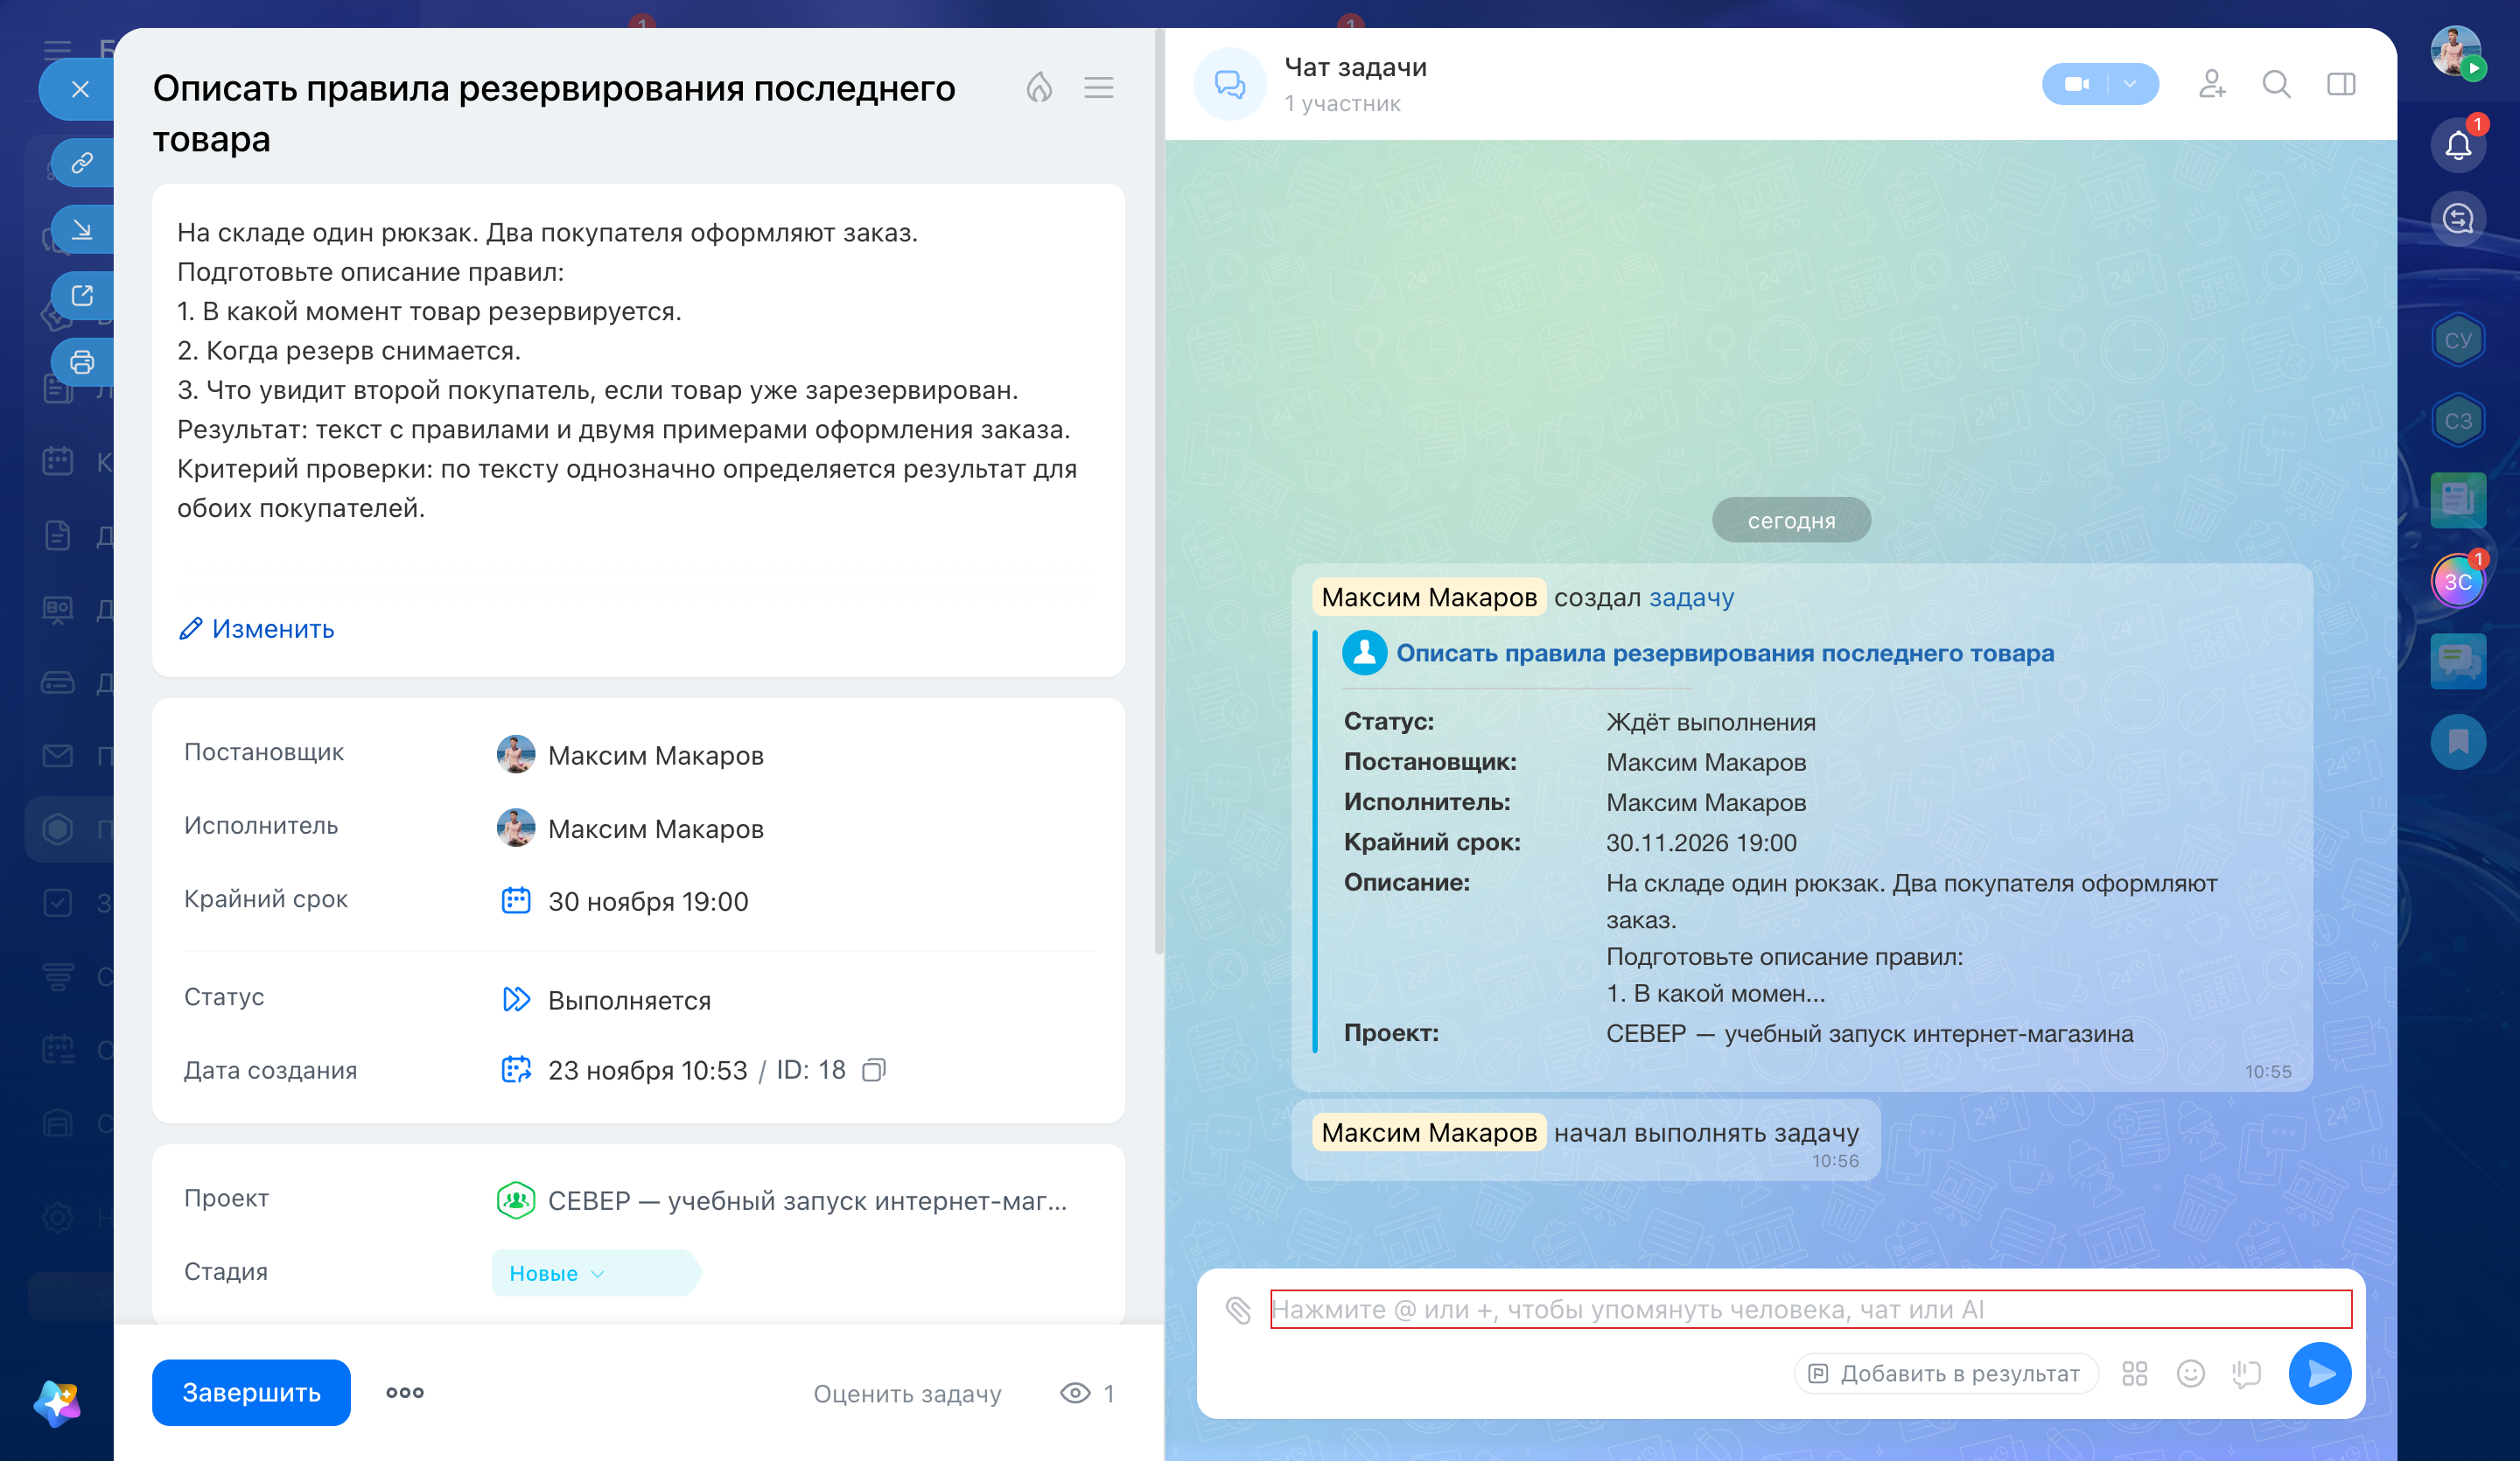 Описать правила резервирования последнего
товара
На складе один рюкзак. Два покупателя оформляют заказ.
Подготовьте описание правил:
1. В какой момент товар резервируется.
2. Когда резерв снимается.
3. Что увидит второй покупатель, если товар уже зарезервирован.
Результат: текст с правилами и двумя примерами оформления заказа.
Критерий проверки: по тексту однозначно определяется результат для
обоих покупателей.
Изменить
Постановщик Максим Макаров
Исполнитель Максим Макаров
Крайний срок 30 ноября 19:00
Статус Выполняется
Дата создания 23 ноября 10:53 / ID: 18
Проект СЕВЕР — учебный запуск интернет-маг...
Стадия Новые
Завершить
Оценить задачу 1
Чат задачи
1 участник
сегодня
Максим Макаров создал задачу
Описать правила резервирования последнего товара
Статус: Ждёт выполнения
Постановщик: Максим Макаров
Исполнитель: Максим Макаров
Крайний срок: 30.11.2026 19:00
Описание: На складе один рюкзак. Два покупателя оформляют
заказ.
Подготовьте описание правил:
1. В какой момен...
Проект: СЕВЕР — учебный запуск интернет-магазина
10:55
Максим Макаров начал выполнять задачу
10:56
Нажмите @ или +, чтобы упомянуть человека, чат или AI
Добавить в результат
1
1
1
СУ
СЗ
1
ЗС